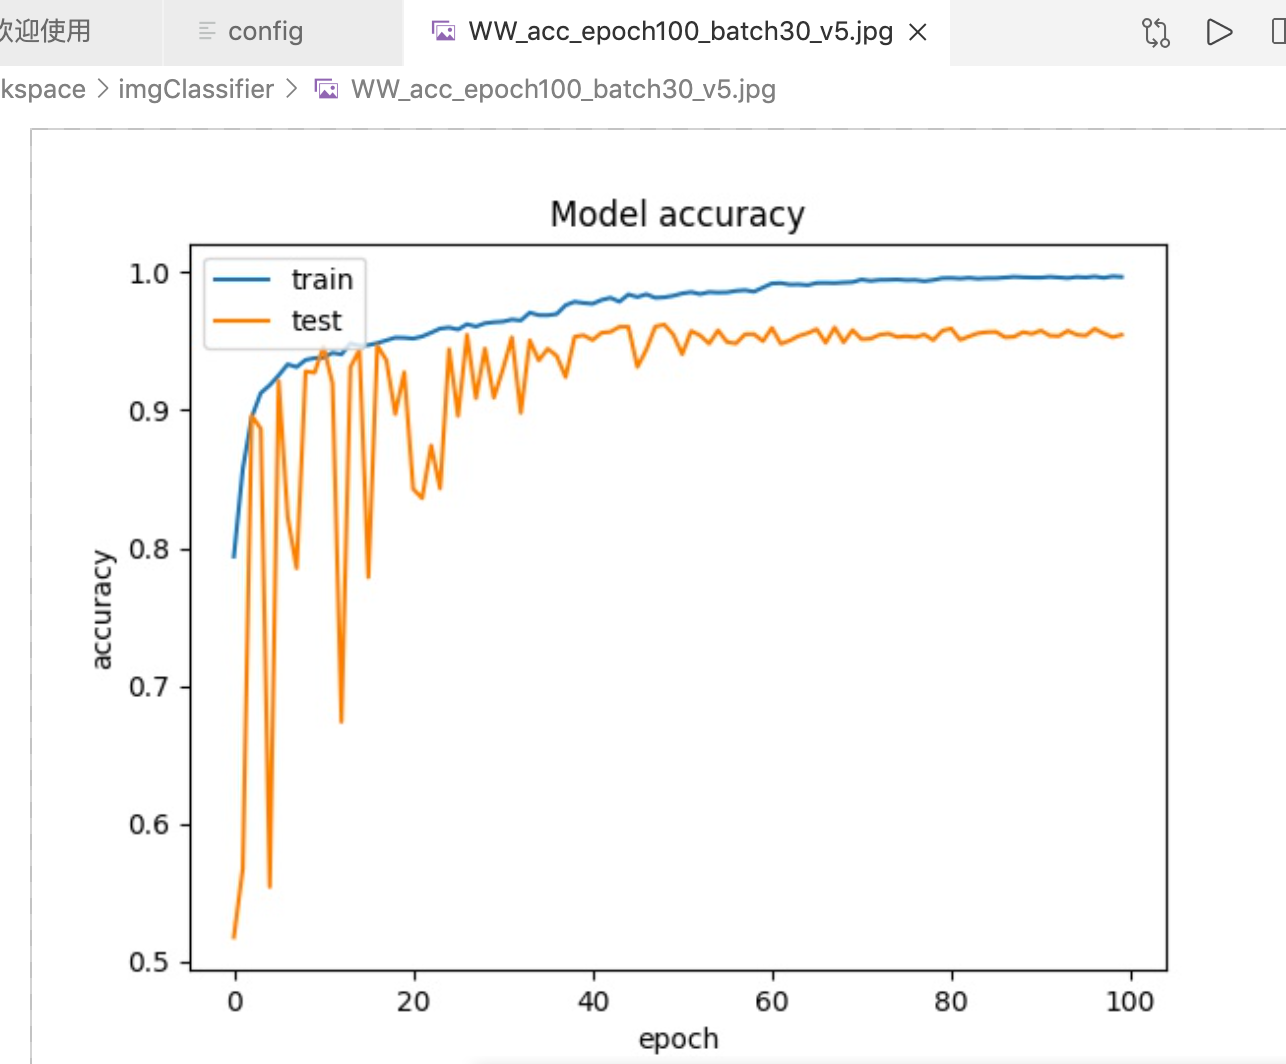 欢迎使用 config WW_acc_epoch100_batch30_v5.jpg
kspace > imgClassifier > WW_acc_epoch100_batch30_v5.jpg
Model accuracy
train
test
1.0
0.9
0.8
0.7
0.6
0.5
accuracy
0 20 40 60 80 100
epoch